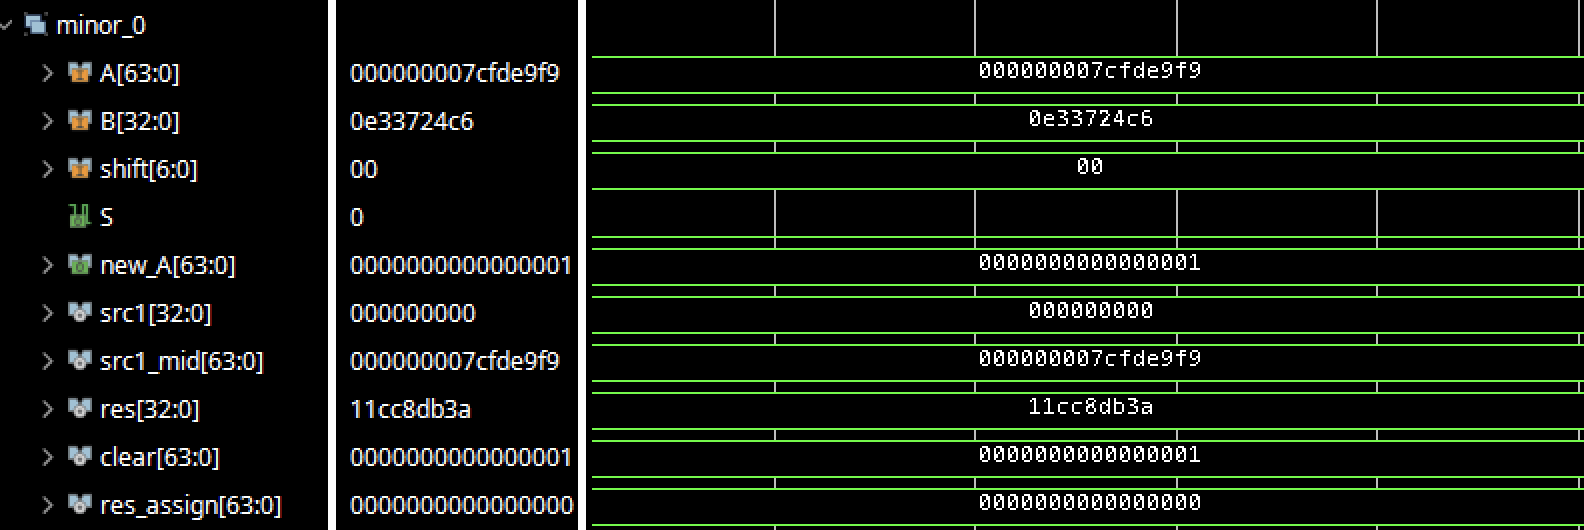 minor_0
A[63:0] 000000007cfde9f9 000000007cfde9f9
B[32:0] 0e33724c6 0e33724c6
shift[6:0] 00 00
S 0
new_A[63:0] 0000000000000001 0000000000000001
src1[32:0] 000000000 000000000
src1_mid[63:0] 000000007cfde9f9 000000007cfde9f9
res[32:0] 11cc8db3a 11cc8db3a
clear[63:0] 0000000000000001 0000000000000001
res_assign[63:0] 0000000000000000 0000000000000000